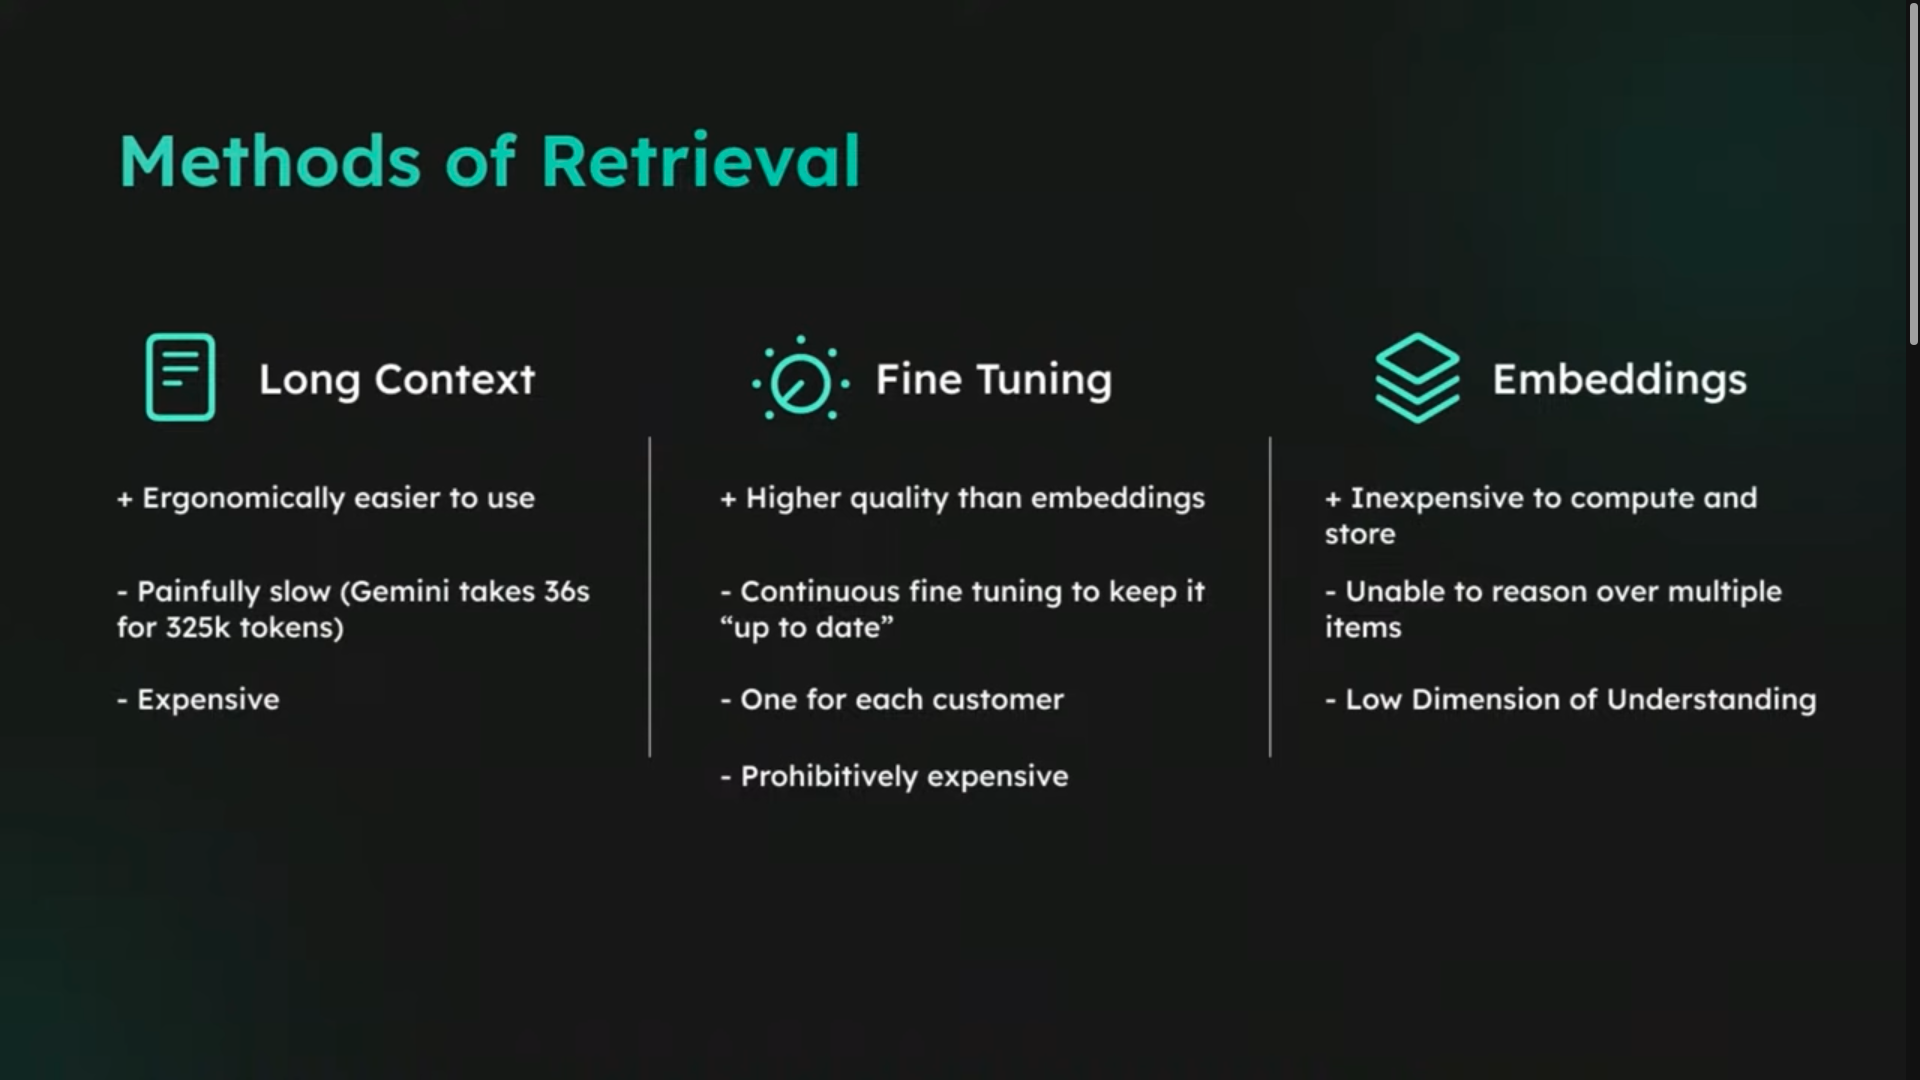 Methods of Retrieval
Long Context
+ Ergonomically easier to use
- Painfully slow (Gemini takes 36s
for 325k tokens)
- Expensive
Fine Tuning
+ Higher quality than embeddings
- Continuous fine tuning to keep it
“up to date”
- One for each customer
- Prohibitively expensive
Embeddings
+ Inexpensive to compute and
store
- Unable to reason over multiple
items
- Low Dimension of Understanding